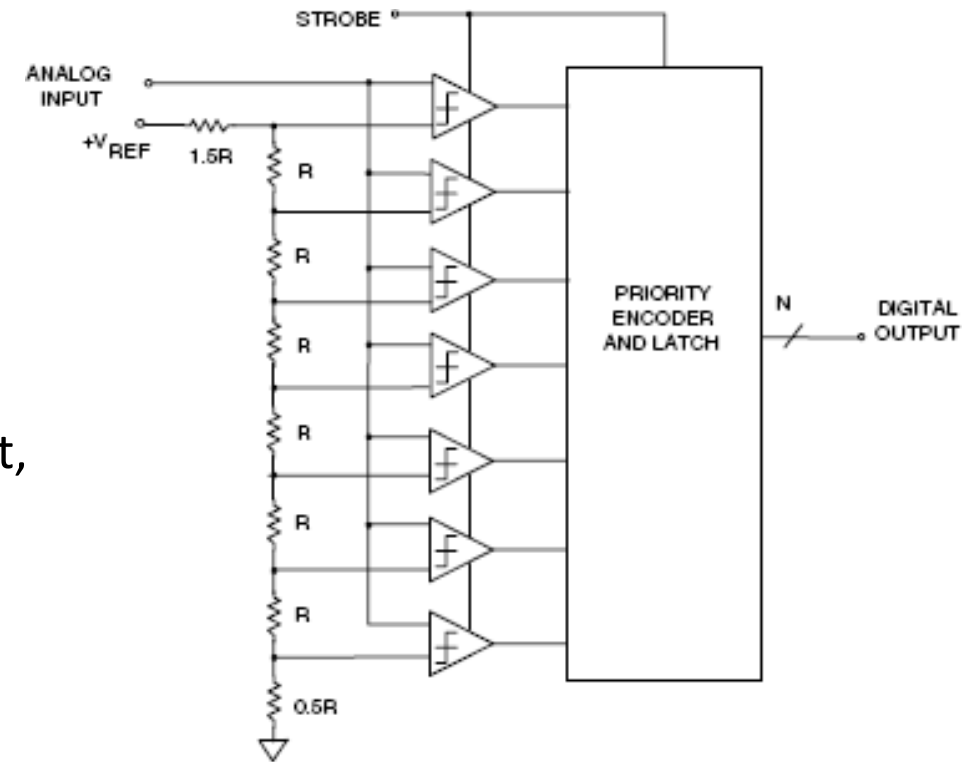 STROBE
ANALOG
INPUT
+VREF
1.5R
R
R
R
R
R
R
0.5R
PRIORITY
ENCODER
AND LATCH
N
DIGITAL
OUTPUT
t,